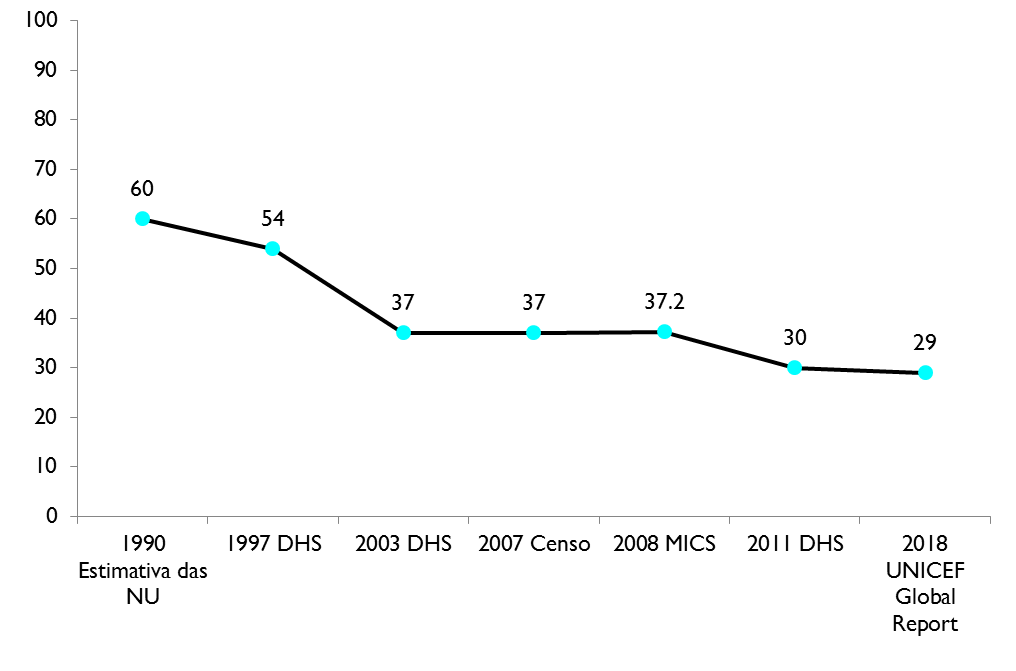 100
90
80
70
60
50
40
30
20
10
0
60
54
37
37
37.2
30
29
1990
Estimativa das
NU
1997 DHS
2003 DHS
2007 Censo
2008 MICS
2011 DHS
2018
UNICEF
Global
Report